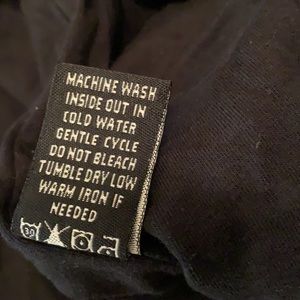 MACHINE WASH
INSIDE OUT IN
COLD WATER
GENTLE CYCLE
DO NOT BLEACH
TUMBLE DRY LOW
WARM IRON IF
NEEDED
30